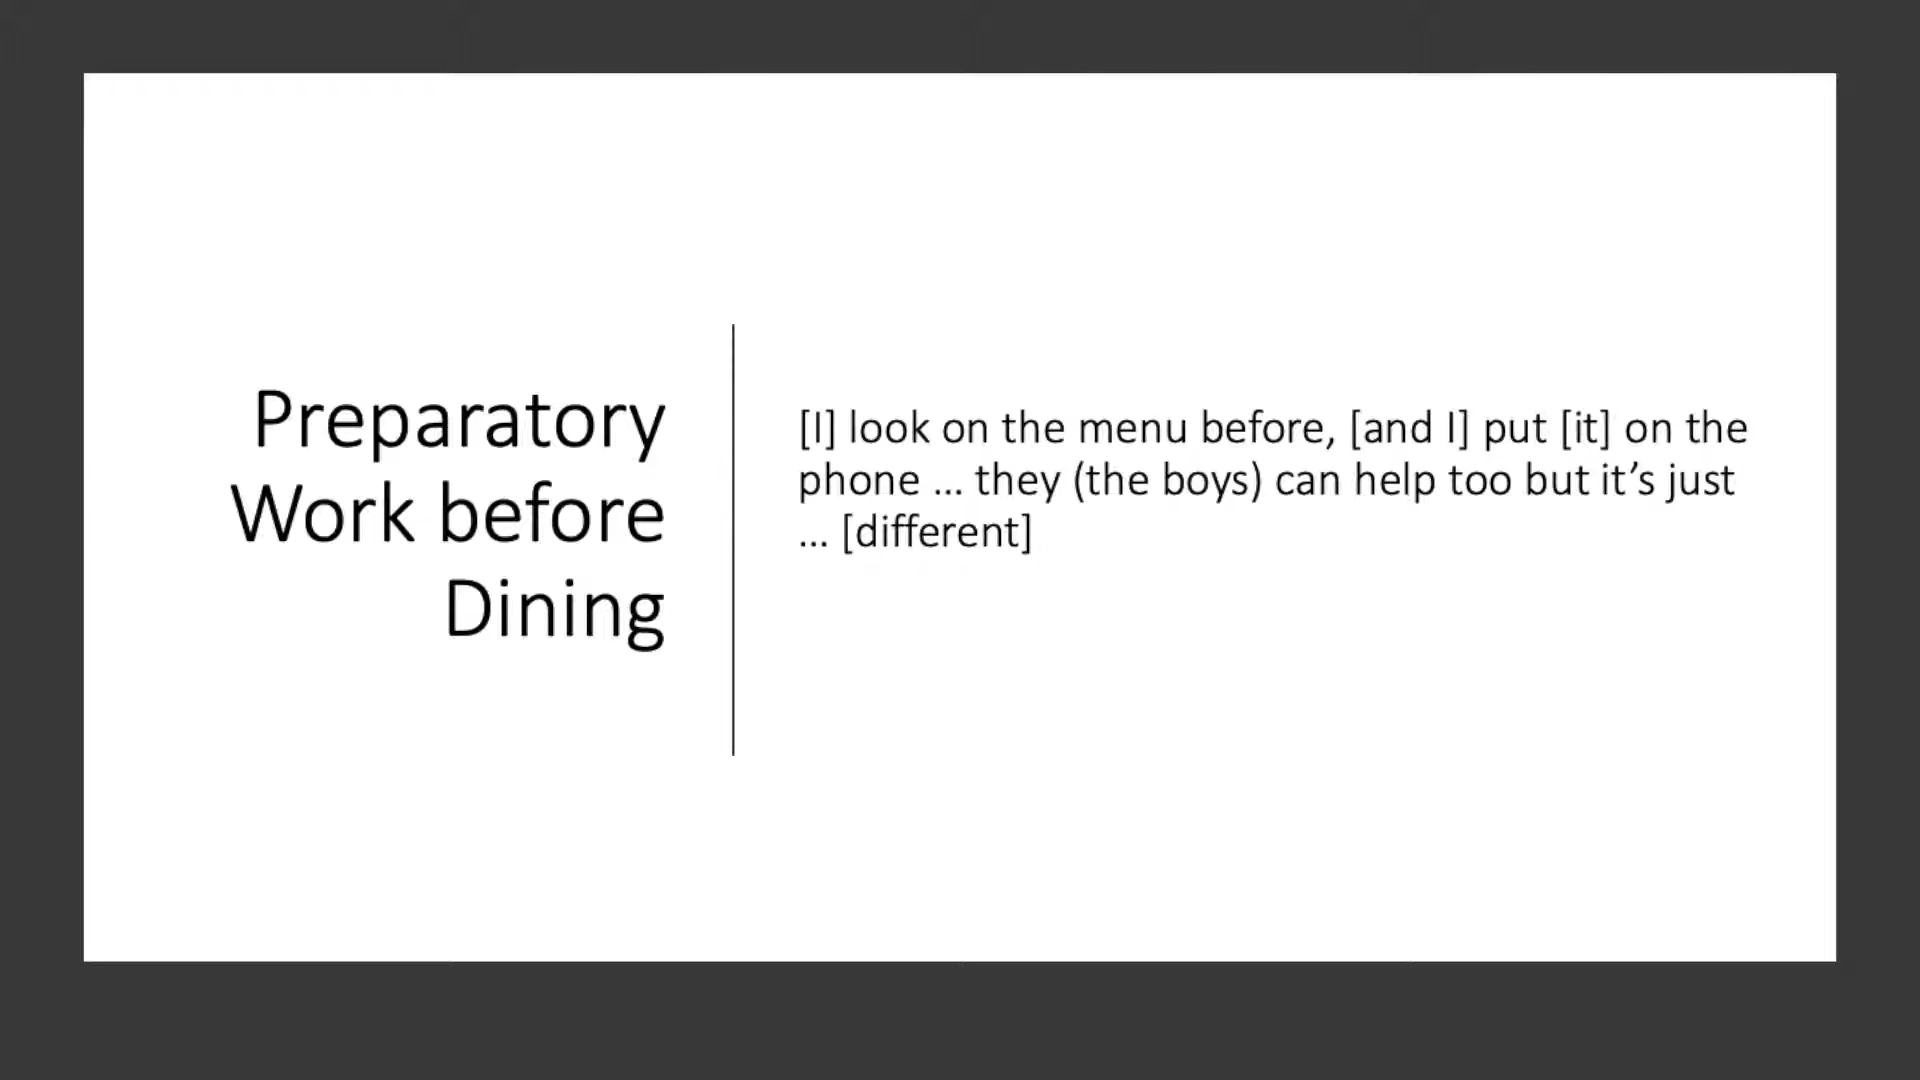 Preparatory
Work before
Dining
[I] look on the menu before, [and I] put [it] on the
phone ... they (the boys) can help too but it’s just
... [different]